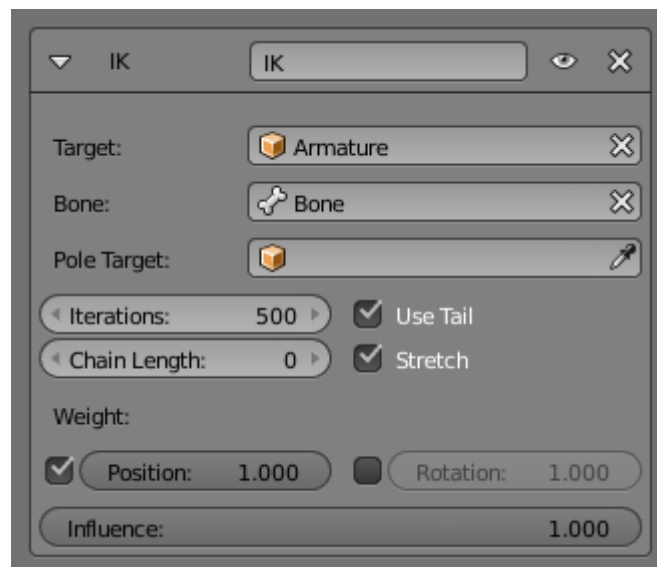 IK IK
Target: Armature
Bone: Bone
Pole Target:
Iterations: 500 Use Tail
Chain Length: 0 Stretch
Weight:
Position: 1.000 Rotation: 1.000
Influence: 1.000